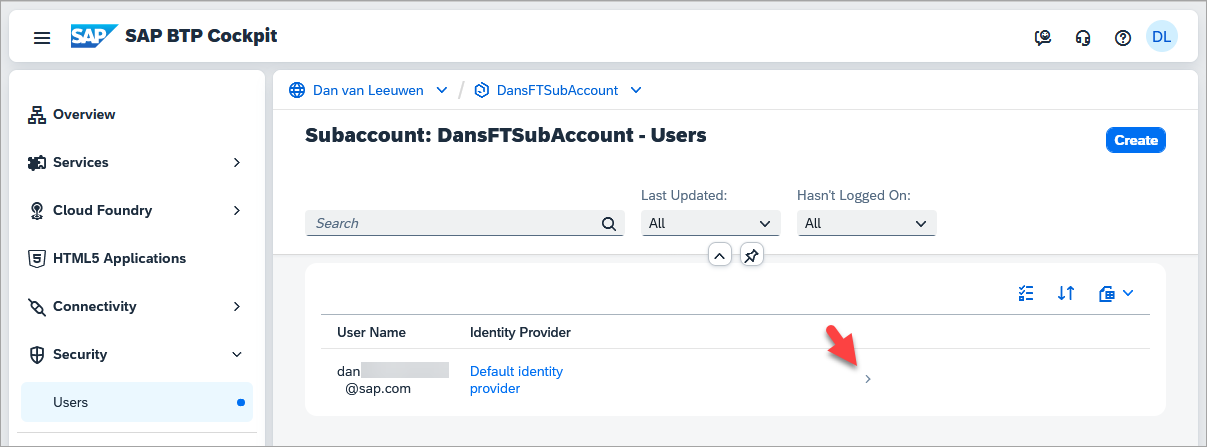 SAP SAP BTP Cockpit
DL
Overview
Services
Cloud Foundry
HTML5 Applications
Connectivity
Security
Users
Dan van Leeuwen / DansFTSubAccount
Subaccount: DansFTSubAccount - Users
Create
Last Updated:
Hasn't Logged On:
Search
All
All
User Name
Identity Provider
dan
@sap.com
Default identity
provider